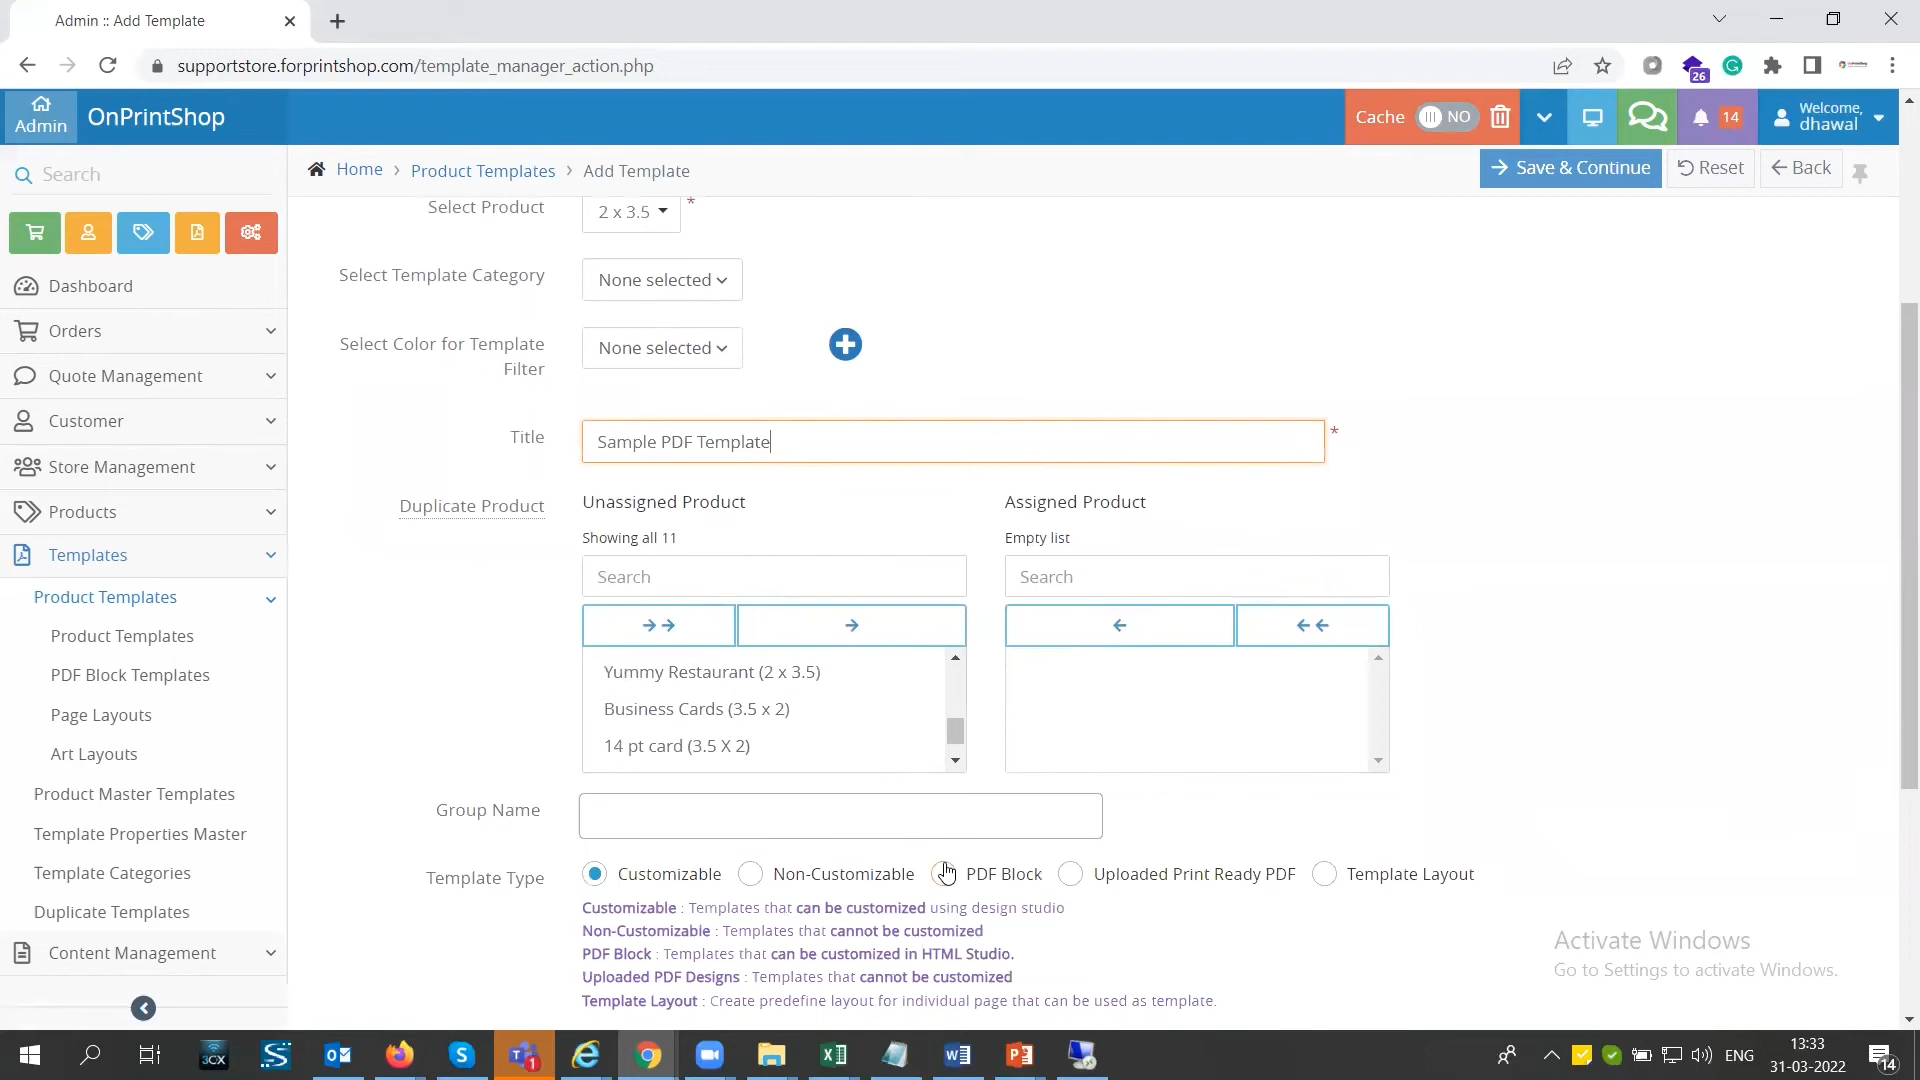 Admin :: Add Template
supportstore.forprintshop.com/template_manager_action.php
26
Admin
OnPrintShop
Cache
NO
14
Welcome,
dhawal
Search
Home
Product Templates
Add Template
Save & Continue
Reset
Back
Dashboard
Orders
Quote Management
Customer
Store Management
Products
Templates
Product Templates
Product Templates
PDF Block Templates
Page Layouts
Art Layouts
Product Master Templates
Template Properties Master
Template Categories
Duplicate Templates
Content Management
Select Product
2 x 3.5
*
Select Template Category
None selected
Select Color for Template
Filter
None selected
Title
Sample PDF Template
*
Duplicate Product
Unassigned Product
Assigned Product
Showing all 11
Empty list
Search
Search
Yummy Restaurant (2 x 3.5)
Business Cards (3.5 x 2)
14 pt card (3.5 X 2)
Group Name
Template Type
Customizable
Non-Customizable
PDF Block
Uploaded Print Ready PDF
Template Layout
Customizable : Templates that can be customized using design studio
Non-Customizable : Templates that cannot be customized
PDF Block : Templates that can be customized in HTML Studio.
Uploaded PDF Designs : Templates that cannot be customized
Template Layout : Create predefine layout for individual page that can be used as template.
Activate Windows
Go to Settings to activate Windows.
3CX
1
ENG
13:33
31-03-2022
14